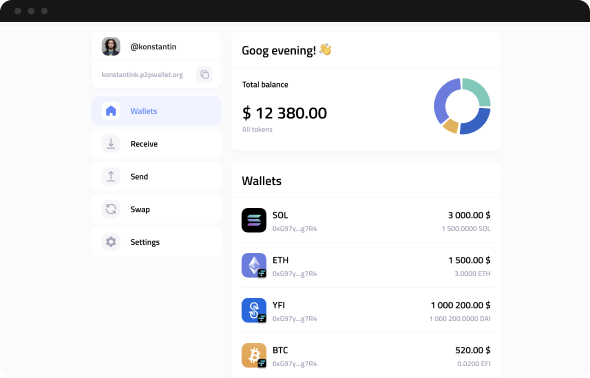 @konstantin
konstantink.p2pwallet.org
Wallets
Receive
Send
Swap
Settings
Goog evening! 👋
Total balance
$ 12 380.00
All tokens
Wallets
SOL 3 000.00 $
0xG97y...g7R4 1 500.0000 SOL
ETH 1 500.00 $
0xG97y...g7R4 3.0000 ETH
YFI 1 000 200.00 $
0xG97y...g7R4 1 000 200.0000 DAI
BTC 520.00 $
0xG97y...g7R4 0.0200 EFI